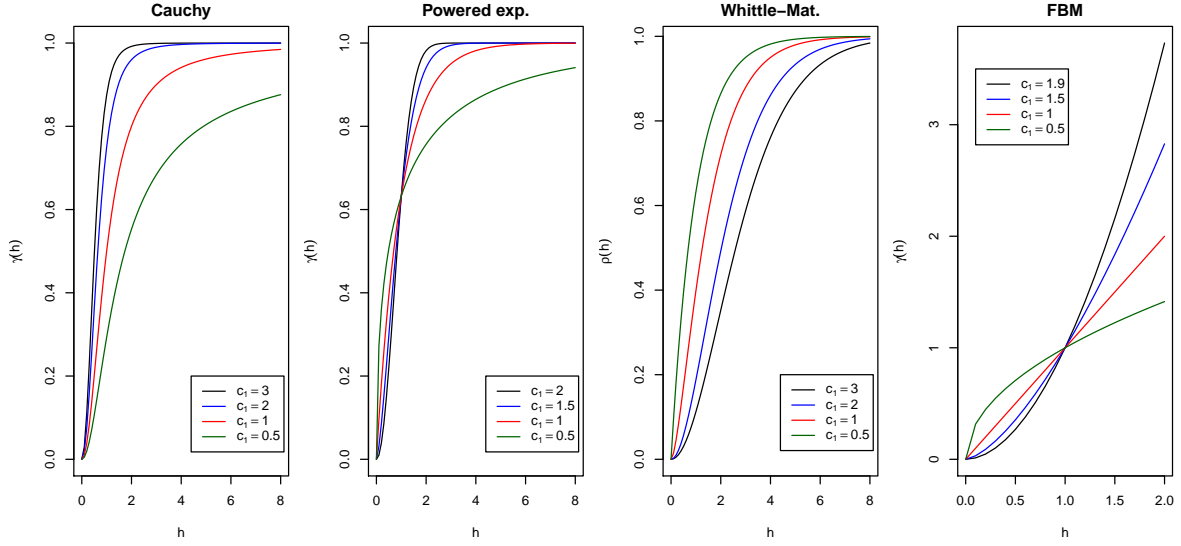 Cauchy
γ(h)
1.0
0.8
0.6
0.4
0.2
0.0
c₁ = 3
c₁ = 2
c₁ = 1
c₁ = 0.5
0 2 4 6 8
h
Powered exp.
γ(h)
1.0
0.8
0.6
0.4
0.2
0.0
c₁ = 2
c₁ = 1.5
c₁ = 1
c₁ = 0.5
0 2 4 6 8
h
Whittle−Mat.
ρ(h)
1.0
0.8
0.6
0.4
0.2
0.0
c₁ = 3
c₁ = 2
c₁ = 1
c₁ = 0.5
0 2 4 6 8
h
FBM
γ(h)
3
2
1
0
c₁ = 1.9
c₁ = 1.5
c₁ = 1
c₁ = 0.5
0.0 0.5 1.0 1.5 2.0
h